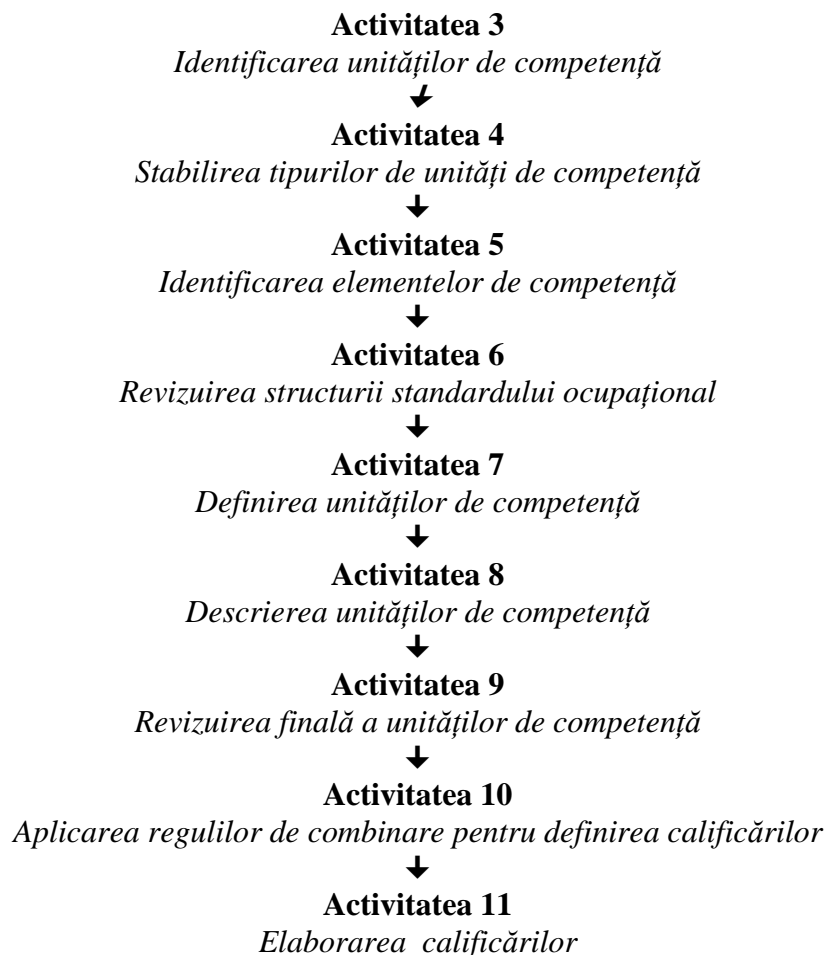 Activitatea 3
Identificarea unităților de competență
Activitatea 4
Stabilirea tipurilor de unități de competență
Activitatea 5
Identificarea elementelor de competență
Activitatea 6
Revizuirea structurii standardului ocupațional
Activitatea 7
Definirea unităților de competență
Activitatea 8
Descrierea unităților de competență
Activitatea 9
Revizuirea finală a unităților de competență
Activitatea 10
Aplicarea regulilor de combinare pentru definirea calificărilor
Activitatea 11
Elaborarea calificărilor